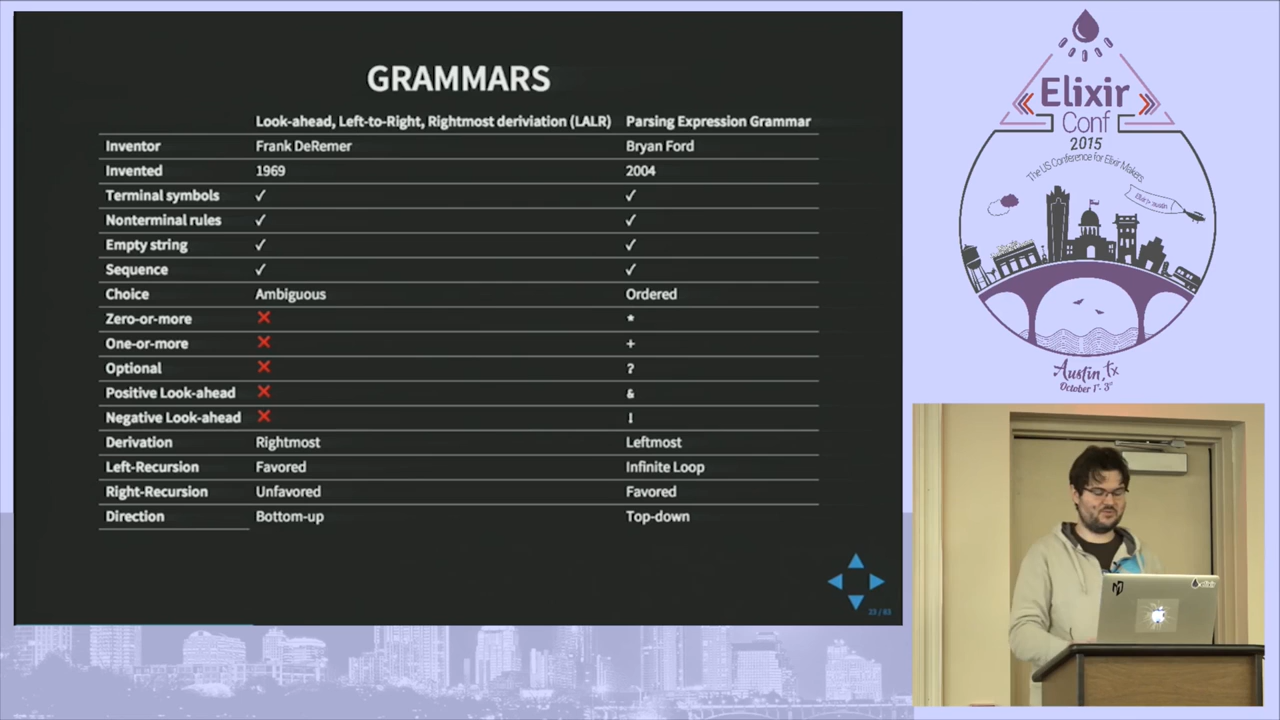 GRAMMARS
Look-ahead, Left-to-Right, Rightmost deriviation (LALR) Parsing Expression Grammar
Inventor Frank DeRemer Bryan Ford
Invented 1969 2004
Terminal symbols ✓ ✓
Nonterminal rules ✓ ✓
Empty string ✓ ✓
Sequence ✓ ✓
Choice Ambiguous Ordered
Zero-or-more ❌ *
One-or-more ❌ +
Optional ❌ ?
Positive Look-ahead ❌ &
Negative Look-ahead ❌ !
Derivation Rightmost Leftmost
Left-Recursion Favored Infinite Loop
Right-Recursion Unfavored Favored
Direction Bottom-up Top-down
23 / 63
Elixir
Conf
2015
The US Conference for Elixir Makers
Austin, Tx
October 1st - 3rd